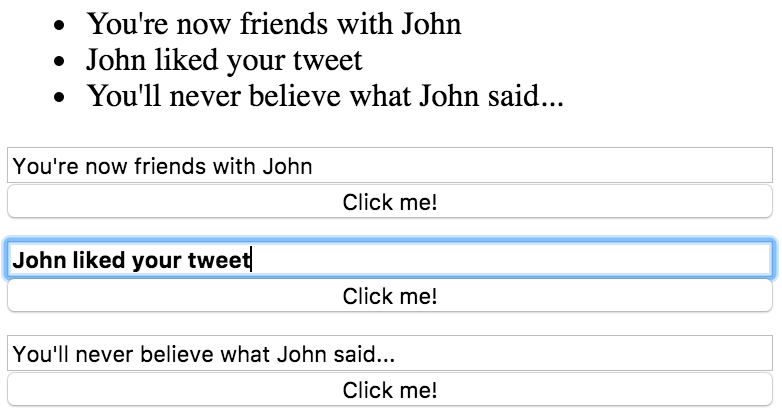 • You're now friends with John
• John liked your tweet
• You'll never believe what John said...
You're now friends with John
Click me!
John liked your tweet
Click me!
You'll never believe what John said...
Click me!